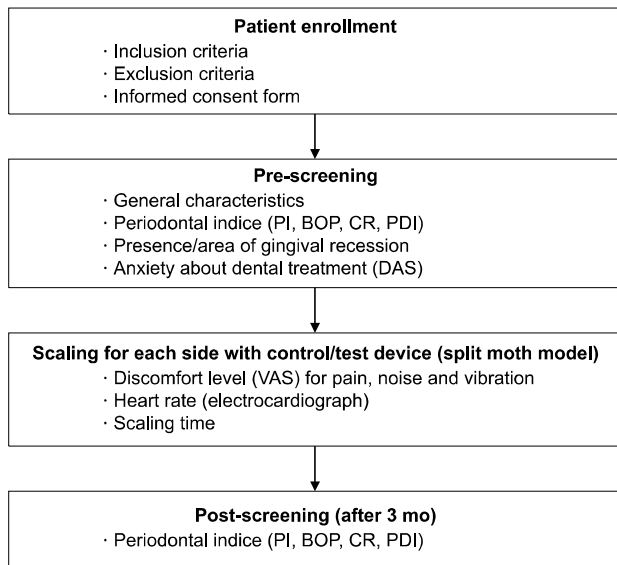 Patient enrollment
· Inclusion criteria
· Exclusion criteria
· Informed consent form
Pre-screening
· General characteristics
· Periodontal indice (PI, BOP, CR, PDI)
· Presence/area of gingival recession
· Anxiety about dental treatment (DAS)
Scaling for each side with control/test device (split moth model)
· Discomfort level (VAS) for pain, noise and vibration
· Heart rate (electrocardiograph)
· Scaling time
Post-screening (after 3 mo)
· Periodontal indice (PI, BOP, CR, PDI)